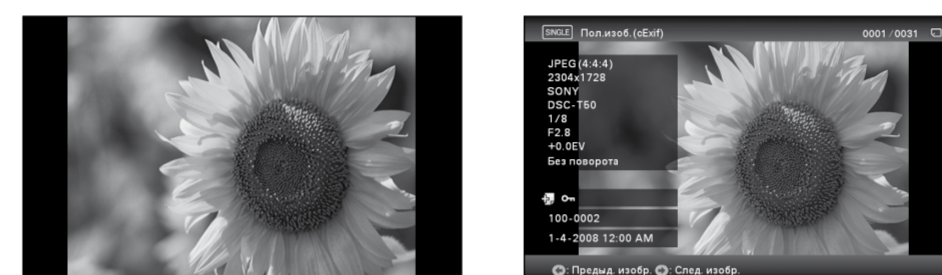 SINGLE Пол.изоб.(cExif) 0001/0031
JPEG(4:4:4)
2304x1728
SONY
DSC-T50
1/8
F2.8
+0.0EV
Без поворота
100-0002
1-4-2008 12:00 AM
: Предыд. изобр. : След. изобр.